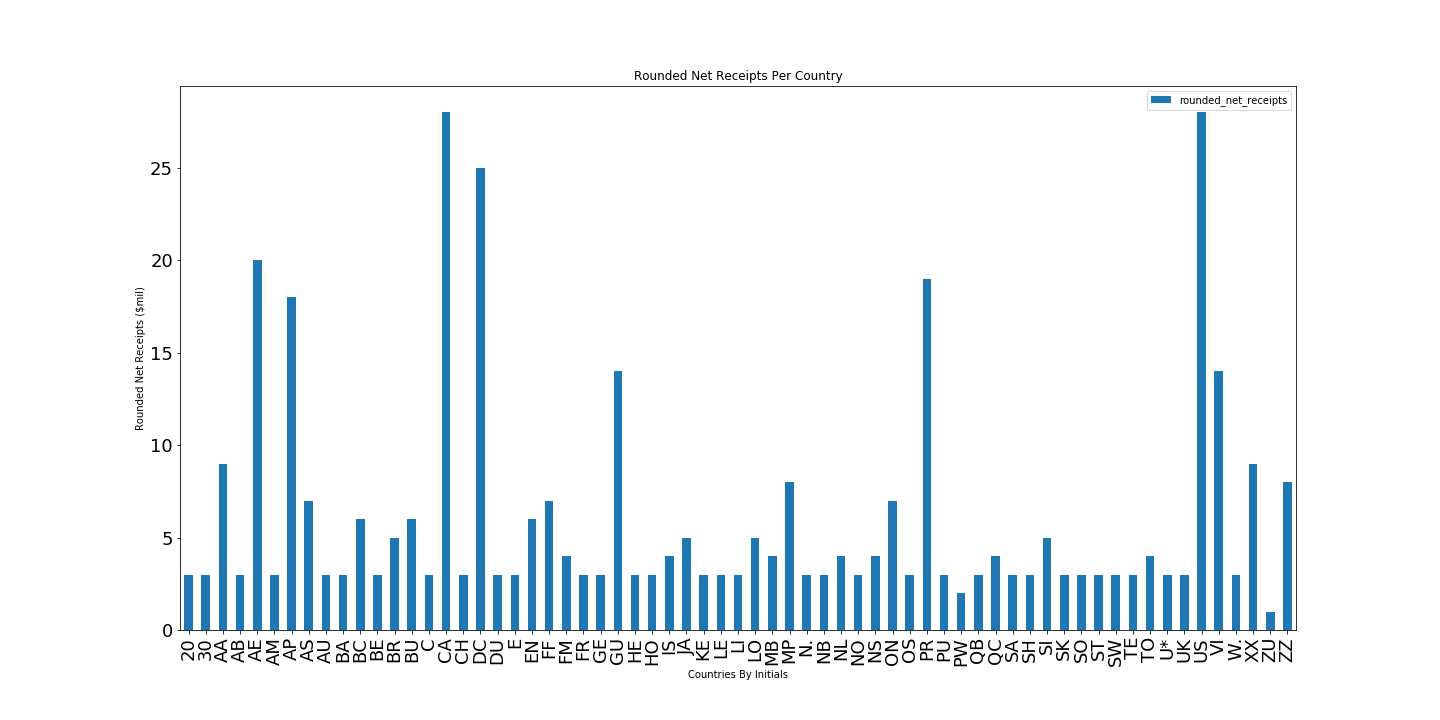 Rounded Net Receipts Per Country
rounded_net_receipts
Rounded Net Receipts ($mil)
25
20
15
10
5
0
20 30 AA AB AE AM AP AS AU BA BC BE BR BU C CA CH DC DU E EN FF FM FR GE GU HE HO IS JA KE LE LI LO MB MP N. NB NL NO NS ON OS PR PU PW QB QC SA SH SI SK SO ST SW TE TO U* UK US VI W. XX ZU ZZ
Countries By Initials